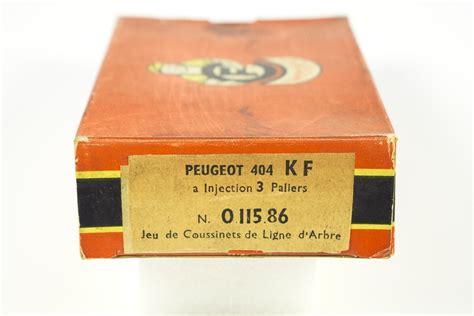 PEUGEOT 404 KF
a Injection 3 Paliers
N. 0.115.86
Jeu de Coussinets de Ligne d'Arbre